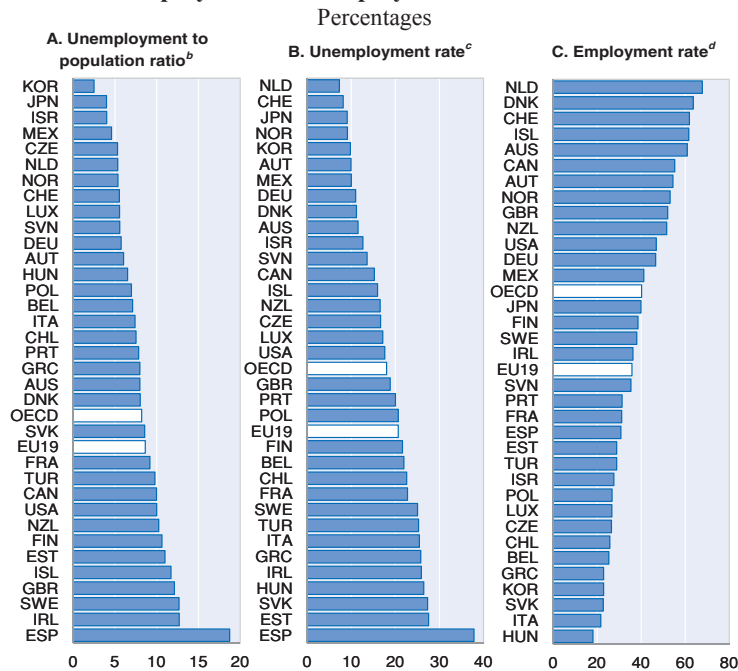 Percentages
A. Unemployment to
population ratio b
KOR
JPN
ISR
MEX
CZE
NLD
NOR
CHE
LUX
SVN
DEU
AUT
HUN
POL
BEL
ITA
CHL
PRT
GRC
AUS
DNK
OECD
SVK
EU19
FRA
TUR
CAN
USA
NZL
FIN
EST
ISL
GBR
SWE
IRL
ESP
0 5 10 15 20
B. Unemployment rate c
NLD
CHE
JPN
NOR
KOR
AUT
MEX
DEU
DNK
AUS
ISR
SVN
CAN
ISL
NZL
CZE
LUX
USA
OECD
GBR
PRT
POL
EU19
FIN
BEL
CHL
FRA
SWE
TUR
ITA
GRC
IRL
HUN
SVK
EST
ESP
0 10 20 30 40
C. Employment rate d
NLD
DNK
CHE
ISL
AUS
CAN
AUT
NOR
GBR
NZL
USA
DEU
MEX
OECD
JPN
FIN
SWE
IRL
EU19
SVN
PRT
FRA
ESP
EST
TUR
ISR
POL
LUX
CZE
CHL
BEL
GRC
KOR
SVK
ITA
HUN
0 20 40 60 80